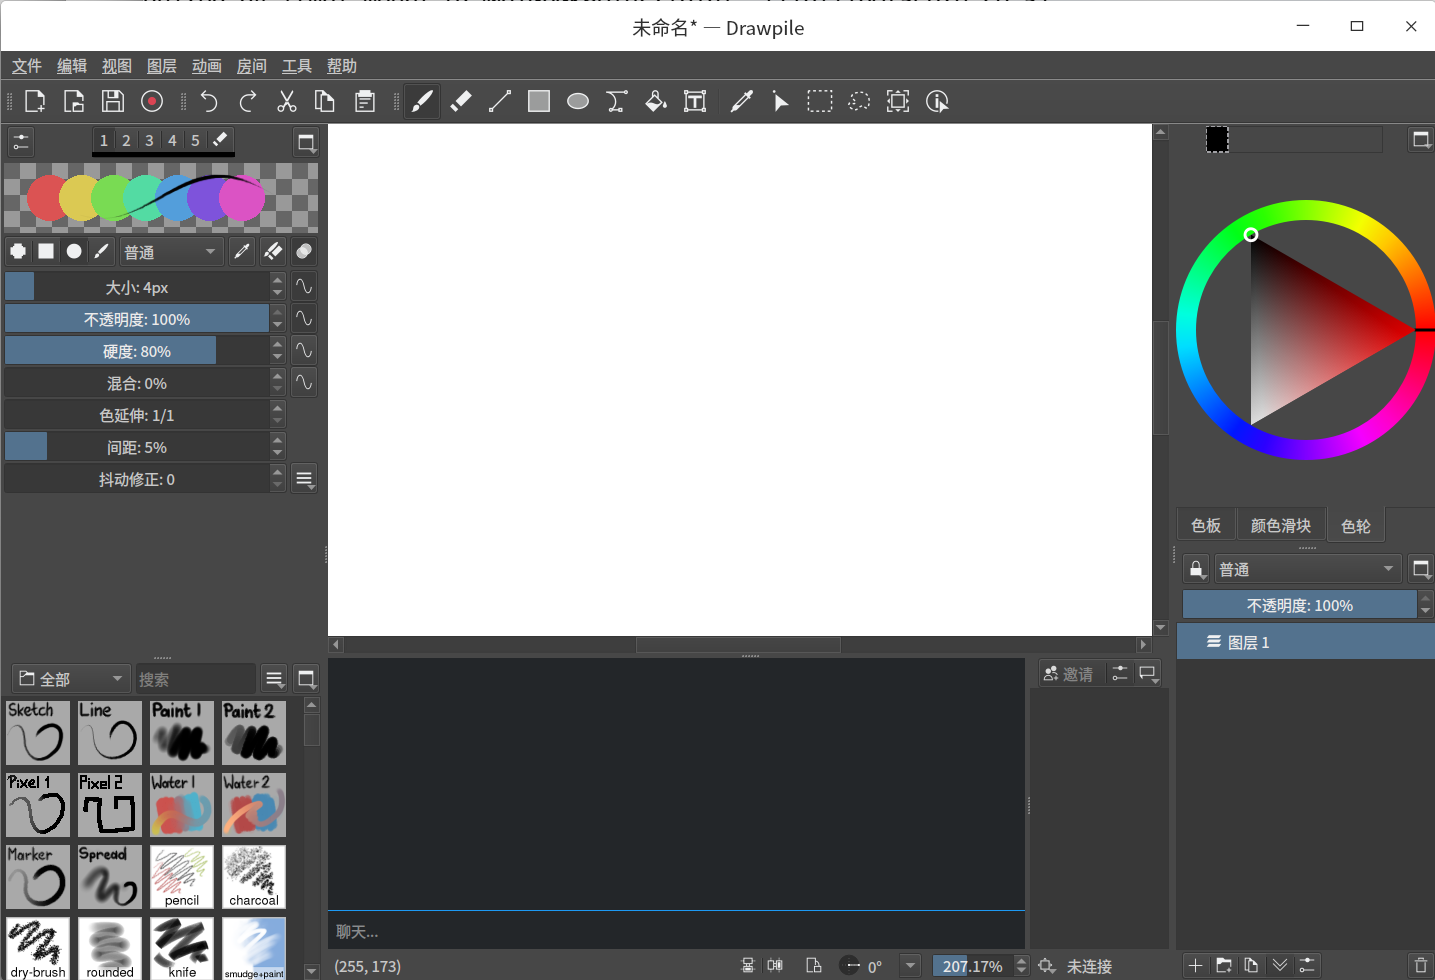 未命名* — Drawpile
文件 编辑 视图 图层 动画 房间 工具 帮助
1 2 3 4 5
普通
大小: 4px
不透明度: 100%
硬度: 80%
混合: 0%
色延伸: 1/1
间距: 5%
抖动修正: 0
全部 搜索
Sketch Line Paint 1 Paint 2
Pixel 1 Pixel 2 Water 1 Water 2
Marker Spread pencil charcoal
dry-brush rounded knife smudge+paint
邀请
聊天...
(255, 173) 0° 207.17% 未连接
色板 颜色滑块 色轮
普通
不透明度: 100%
图层 1